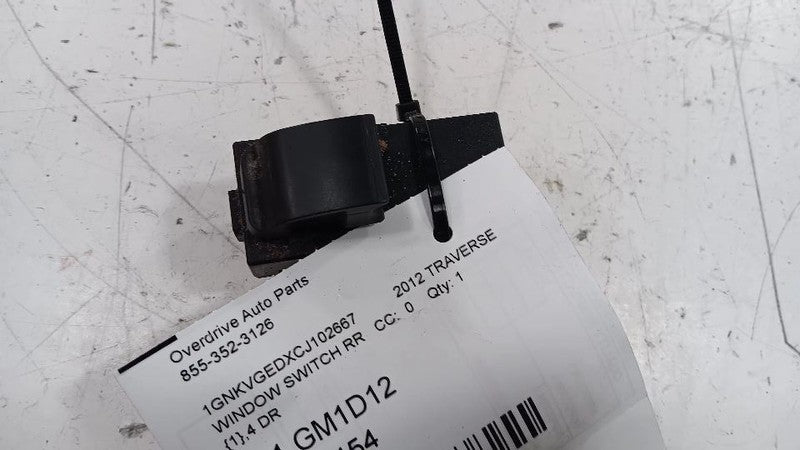 Overdrive Auto Parts
855-352-3126
1GNKVGEDXCJ102667 2012 TRAVERSE
WINDOW SWITCH RR CC: 0 Qty: 1
{1},4 DR
GM1D12
54